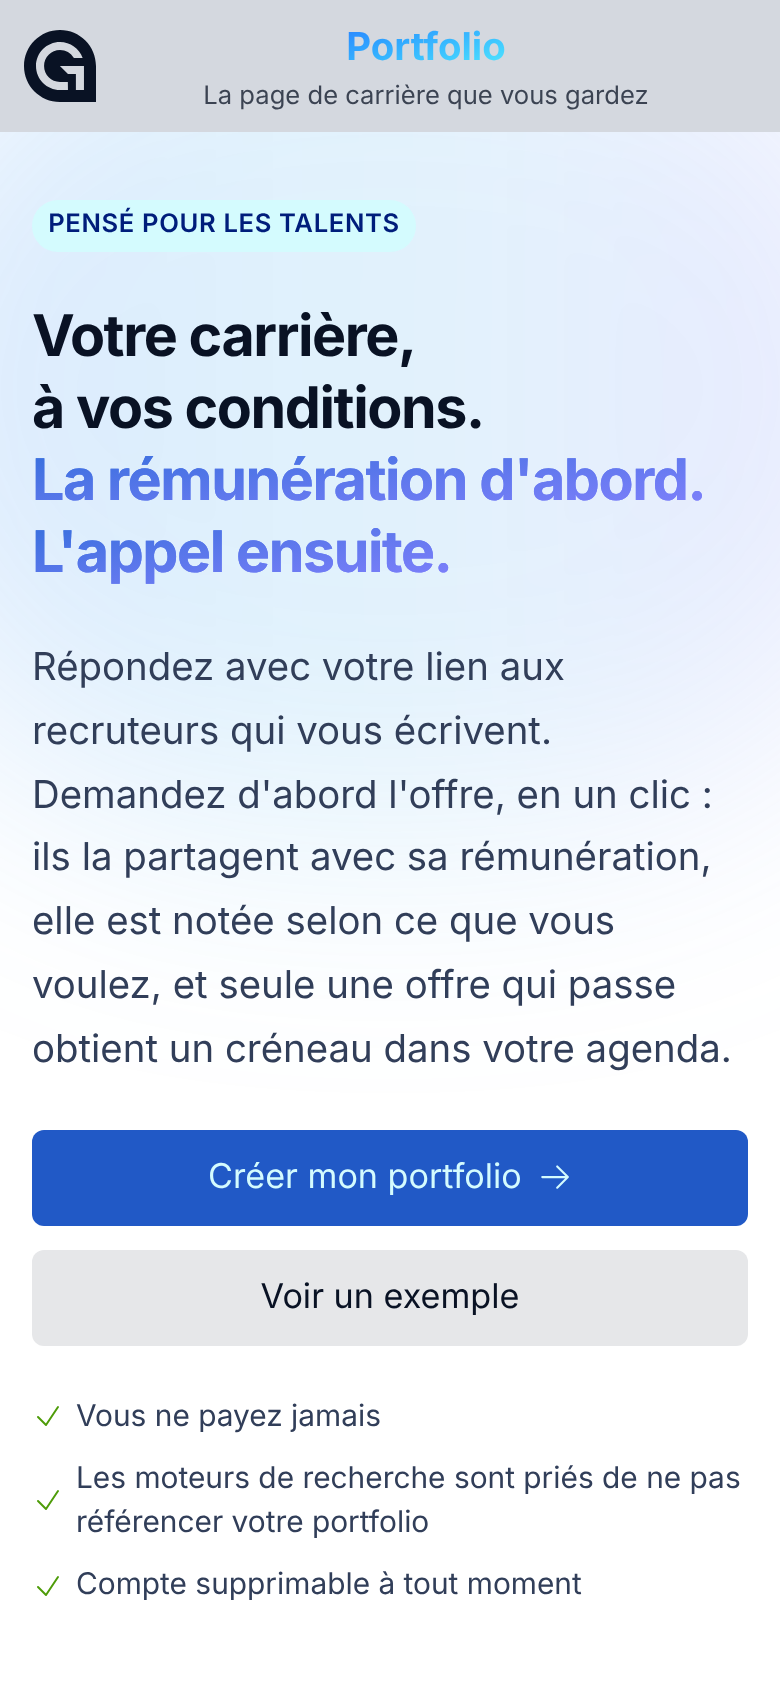 Portfolio
La page de carrière que vous gardez
PENSÉ POUR LES TALENTS
Votre carrière,
à vos conditions.
La rémunération d'abord.
L'appel ensuite.
Répondez avec votre lien aux
recruteurs qui vous écrivent.
Demandez d'abord l'offre, en un clic :
ils la partagent avec sa rémunération,
elle est notée selon ce que vous
voulez, et seule une offre qui passe
obtient un créneau dans votre agenda.
Créer mon portfolio →
Voir un exemple
Vous ne payez jamais
Les moteurs de recherche sont priés de ne pas
référencer votre portfolio
Compte supprimable à tout moment